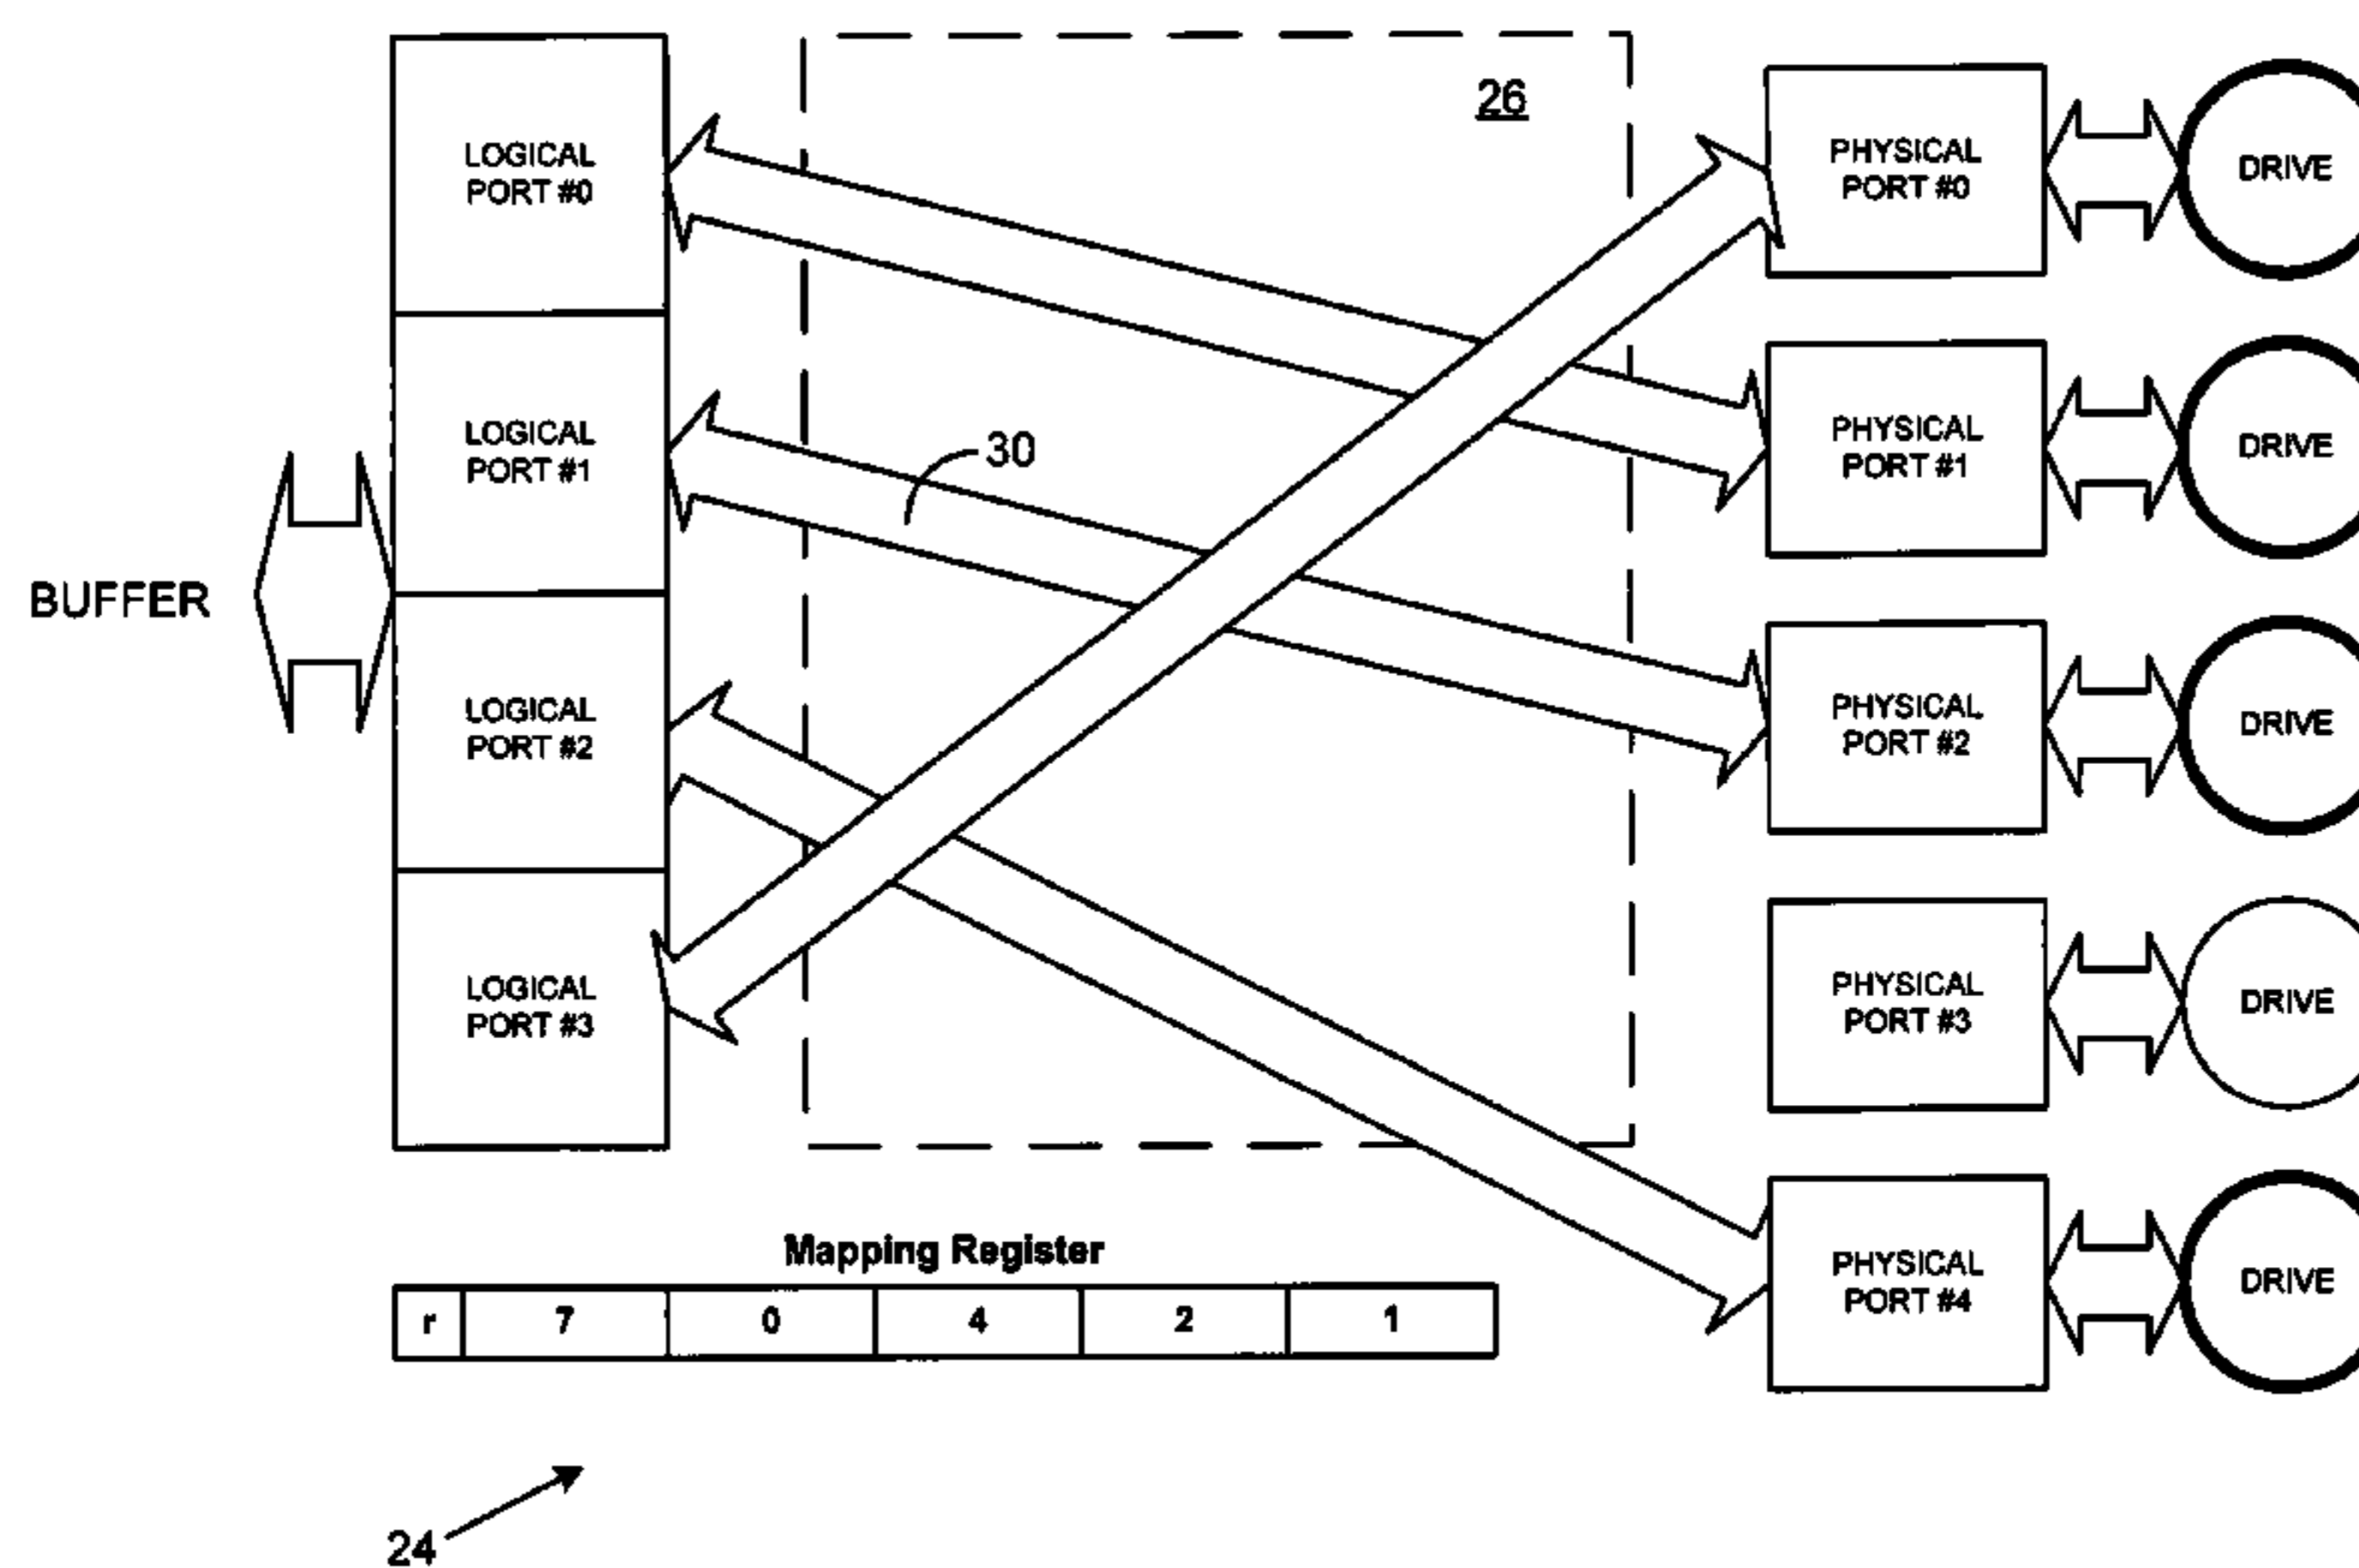 26
LOGICAL
PORT #0
PHYSICAL
PORT #0
DRIVE
LOGICAL
PORT #1
30
PHYSICAL
PORT #1
DRIVE
BUFFER
LOGICAL
PORT #2
PHYSICAL
PORT #2
DRIVE
LOGICAL
PORT #3
PHYSICAL
PORT #3
DRIVE
PHYSICAL
PORT #4
DRIVE
Mapping Register
r 7 0 4 2 1
24